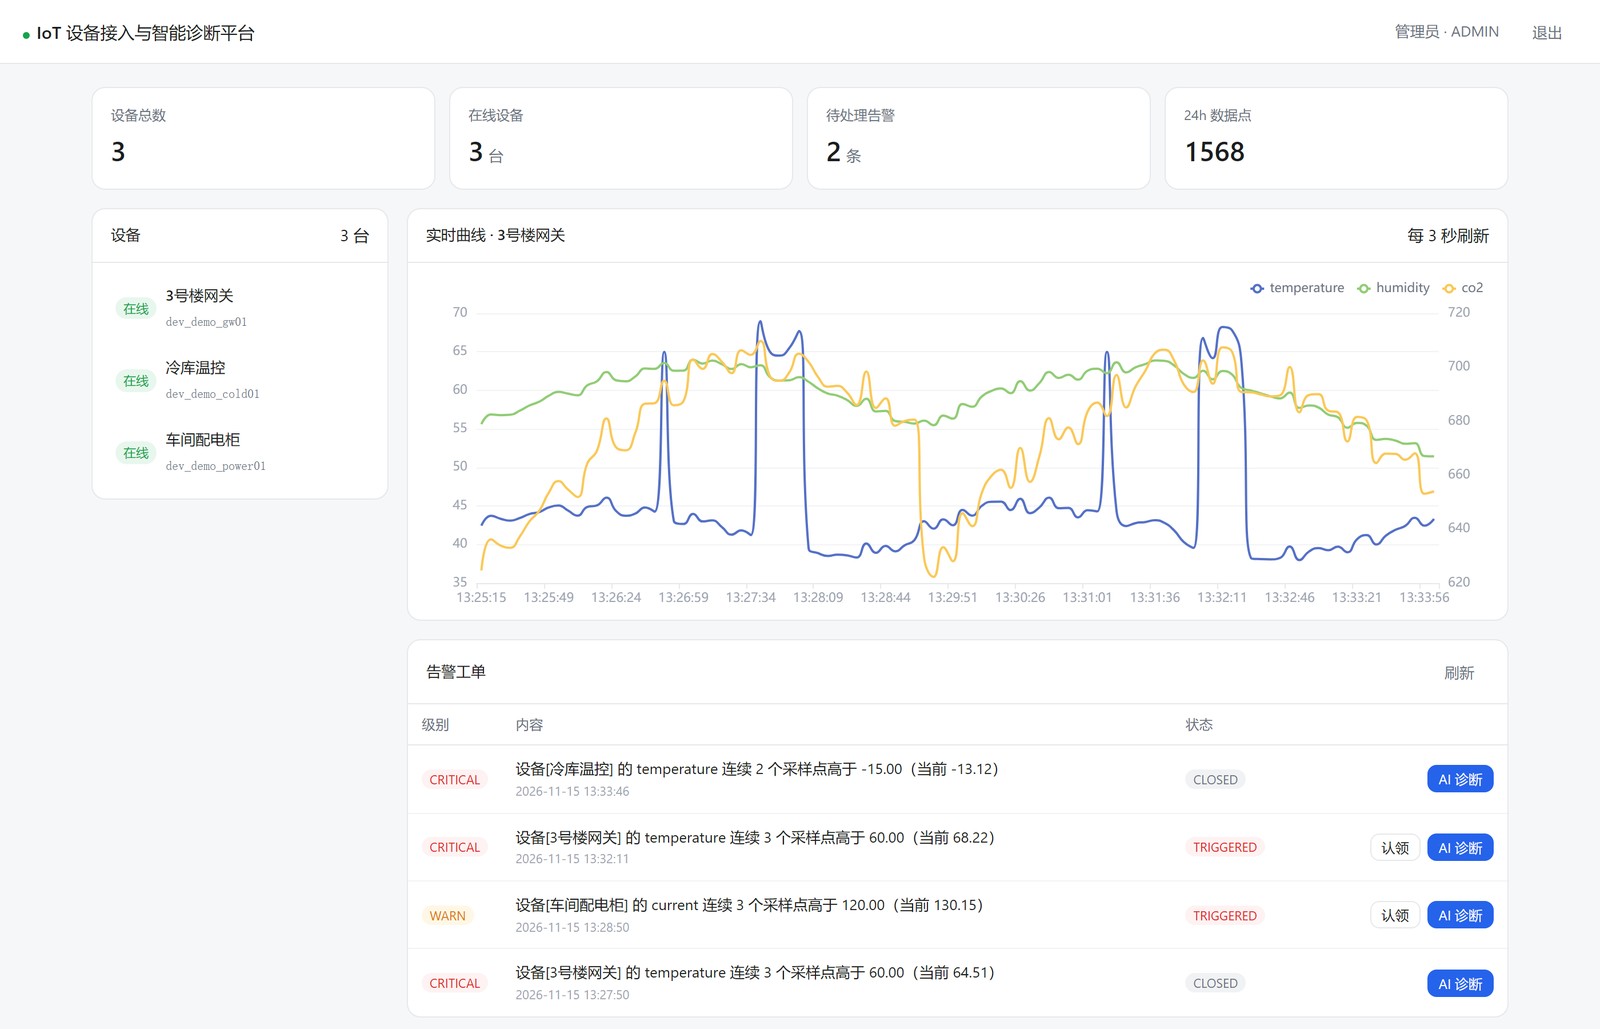 IoT 设备接入与智能诊断平台
管理员 · ADMIN
退出
设备总数
3
在线设备
3 台
待处理告警
2 条
24h 数据点
1568
设备
3 台
在线
3号楼网关
dev_demo_gw01
在线
冷库温控
dev_demo_cold01
在线
车间配电柜
dev_demo_power01
实时曲线 · 3号楼网关
每 3 秒刷新
temperature
humidity
co2
70
65
60
55
50
45
40
35
720
700
680
660
640
620
13:25:15
13:25:49
13:26:24
13:26:59
13:27:34
13:28:09
13:28:44
13:29:51
13:30:26
13:31:01
13:31:36
13:32:11
13:32:46
13:33:21
13:33:56
告警工单
刷新
级别
内容
状态
CRITICAL
设备[冷库温控] 的 temperature 连续 2 个采样点高于 -15.00（当前 -13.12）
2026-11-15 13:33:46
CLOSED
AI 诊断
CRITICAL
设备[3号楼网关] 的 temperature 连续 3 个采样点高于 60.00（当前 68.22）
2026-11-15 13:32:11
TRIGGERED
认领
AI 诊断
WARN
设备[车间配电柜] 的 current 连续 3 个采样点高于 120.00（当前 130.15）
2026-11-15 13:28:50
TRIGGERED
认领
AI 诊断
CRITICAL
设备[3号楼网关] 的 temperature 连续 3 个采样点高于 60.00（当前 64.51）
2026-11-15 13:27:50
CLOSED
AI 诊断